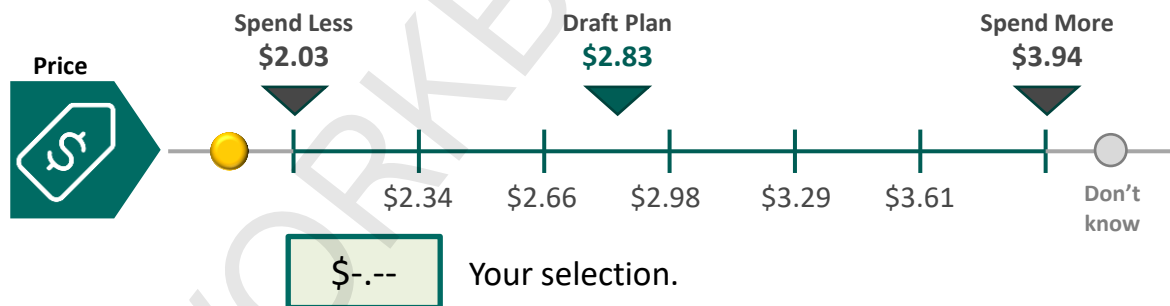 Spend Less
$2.03
Draft Plan
$2.83
Spend More
$3.94
Price
$
$2.34
$2.66
$2.98
$3.29
$3.61
Don't
know
$-.--
Your selection.